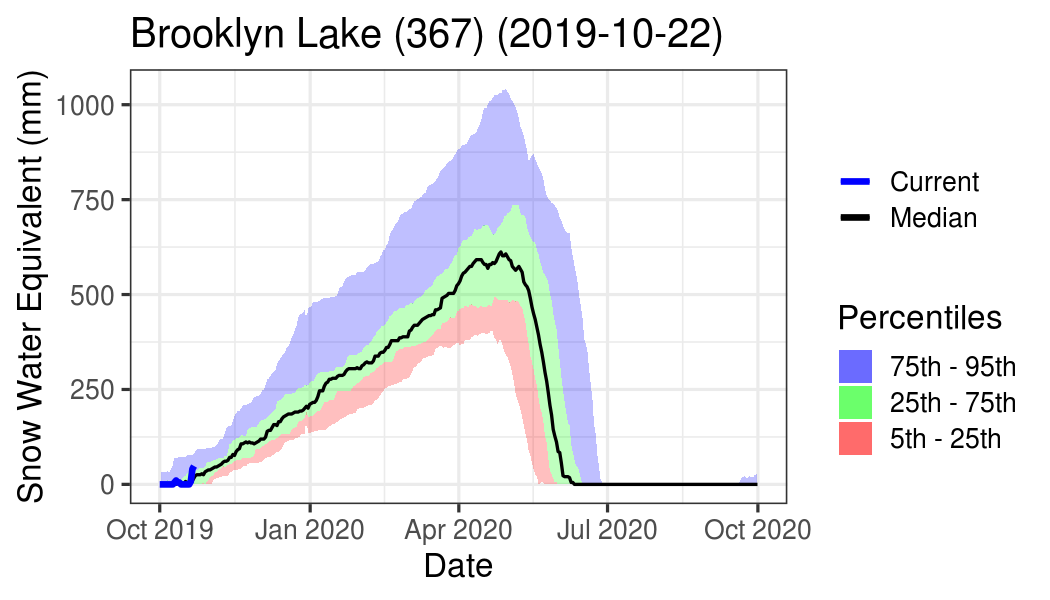 Brooklyn Lake (367) (2019-10-22)
Snow Water Equivalent (mm)
1000
750
500
250
0
Oct 2019
Jan 2020
Apr 2020
Jul 2020
Oct 2020
Date
Current
Median
Percentiles
75th - 95th
25th - 75th
5th - 25th